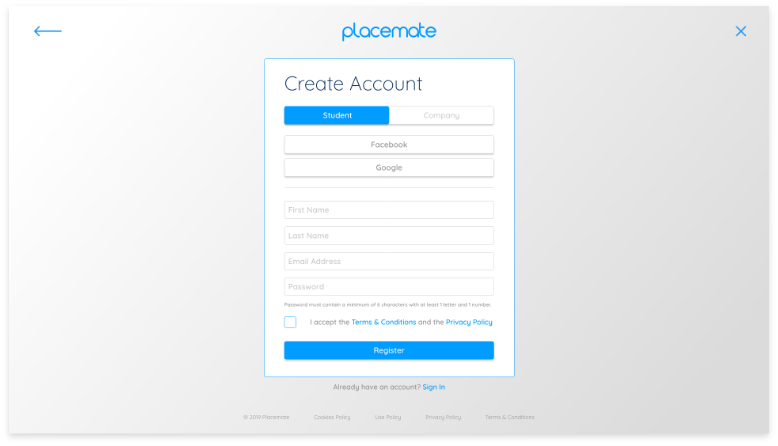 placemate
Create Account
Student Company
Facebook
Google
First Name
Last Name
Email Address
Password
Password must contain a minimum of 6 characters with at least 1 letter and 1 number.
I accept the Terms & Conditions and the Privacy Policy
Register
Already have an account? Sign in
© 2019 Placemate Cookies Policy Use Policy Privacy Policy Terms & Conditions